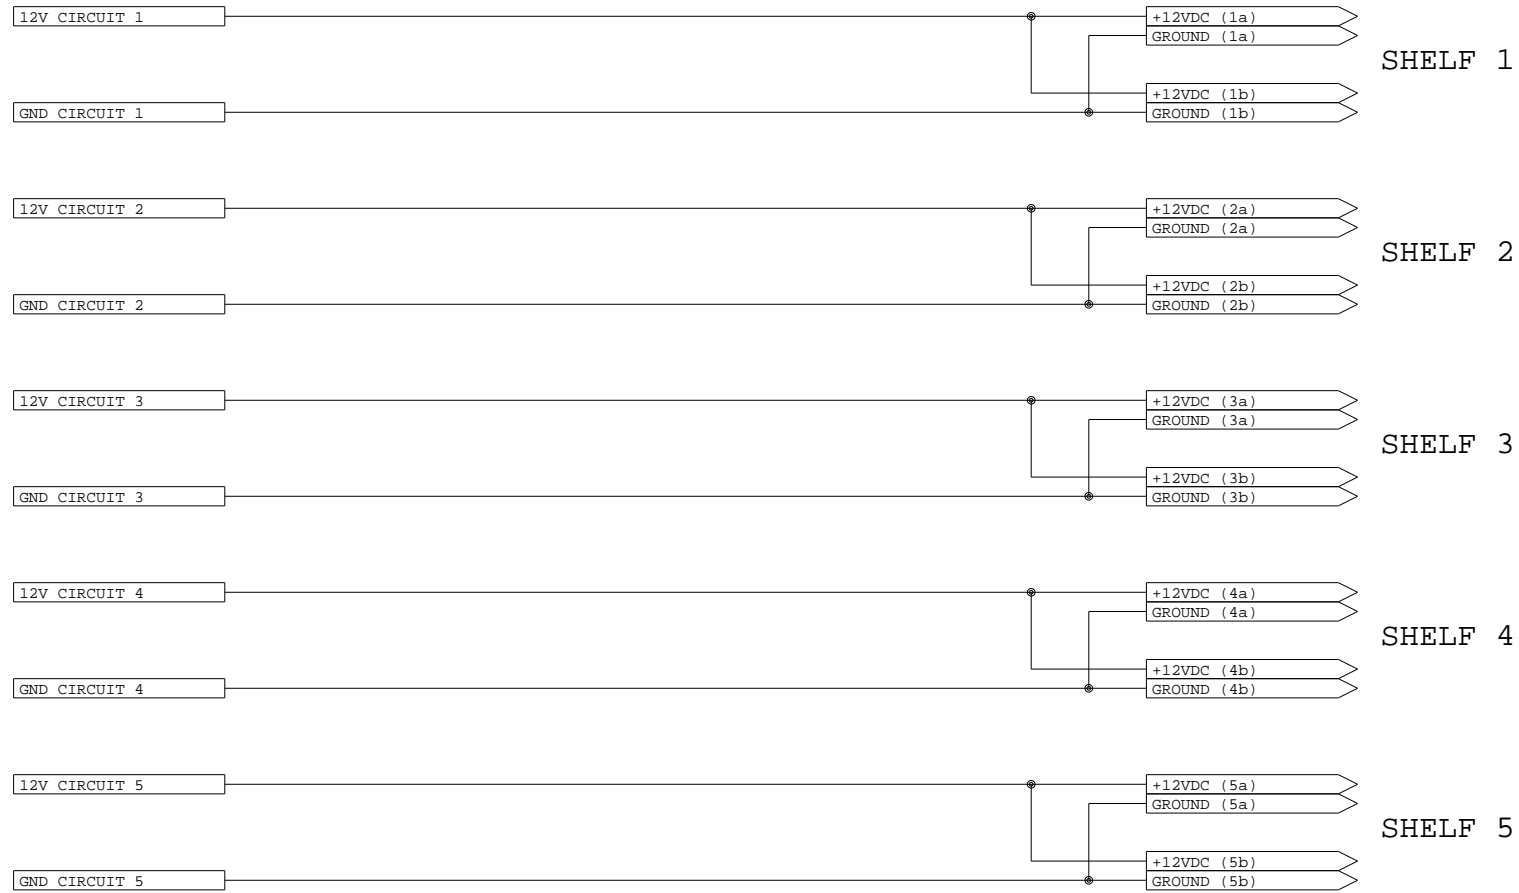 12V CIRCUIT 1
+12VDC (1a)
GROUND (1a)
SHELF 1
+12VDC (1b)
GND CIRCUIT 1
GROUND (1b)
12V CIRCUIT 2
+12VDC (2a)
GROUND (2a)
SHELF 2
+12VDC (2b)
GND CIRCUIT 2
GROUND (2b)
12V CIRCUIT 3
+12VDC (3a)
GROUND (3a)
SHELF 3
+12VDC (3b)
GND CIRCUIT 3
GROUND (3b)
12V CIRCUIT 4
+12VDC (4a)
GROUND (4a)
SHELF 4
+12VDC (4b)
GND CIRCUIT 4
GROUND (4b)
12V CIRCUIT 5
+12VDC (5a)
GROUND (5a)
SHELF 5
+12VDC (5b)
GND CIRCUIT 5
GROUND (5b)